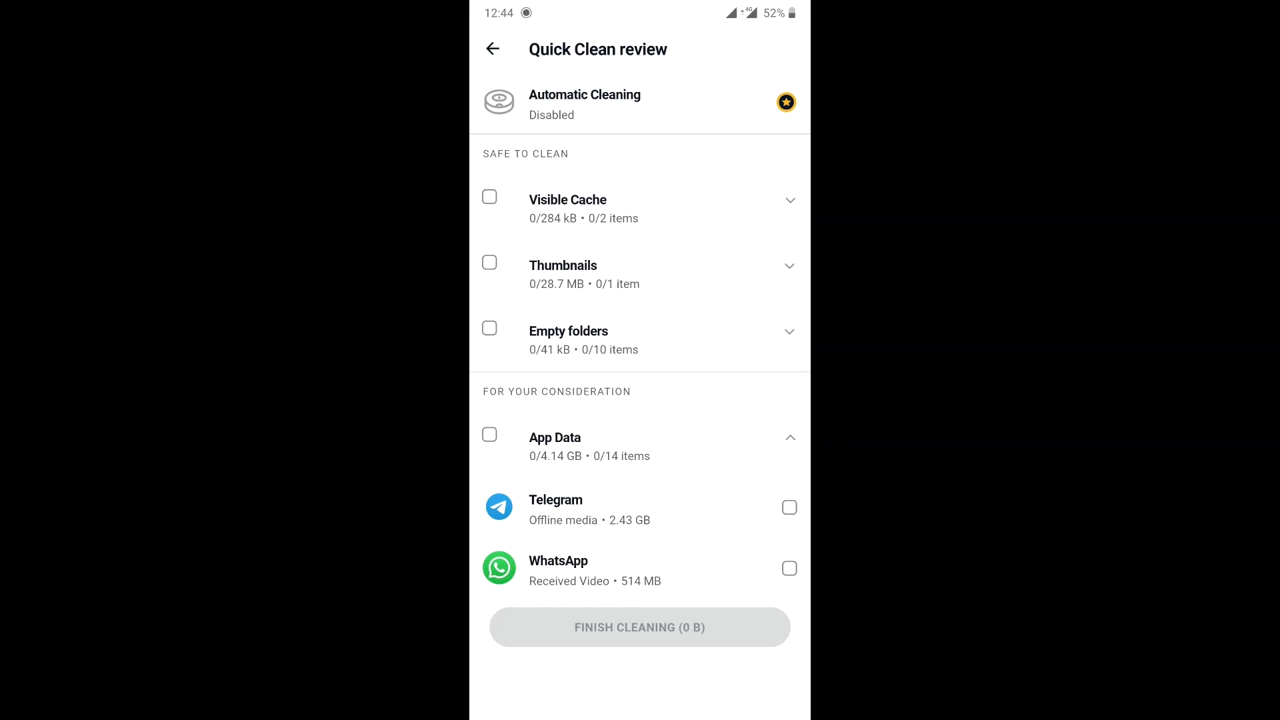 12:44 4G 52%
Quick Clean review
Automatic Cleaning
Disabled
SAFE TO CLEAN
Visible Cache
0/284 kB • 0/2 items
Thumbnails
0/28.7 MB • 0/1 item
Empty folders
0/41 kB • 0/10 items
FOR YOUR CONSIDERATION
App Data
0/4.14 GB • 0/14 items
Telegram
Offline media • 2.43 GB
WhatsApp
Received Video • 514 MB
FINISH CLEANING (0 B)